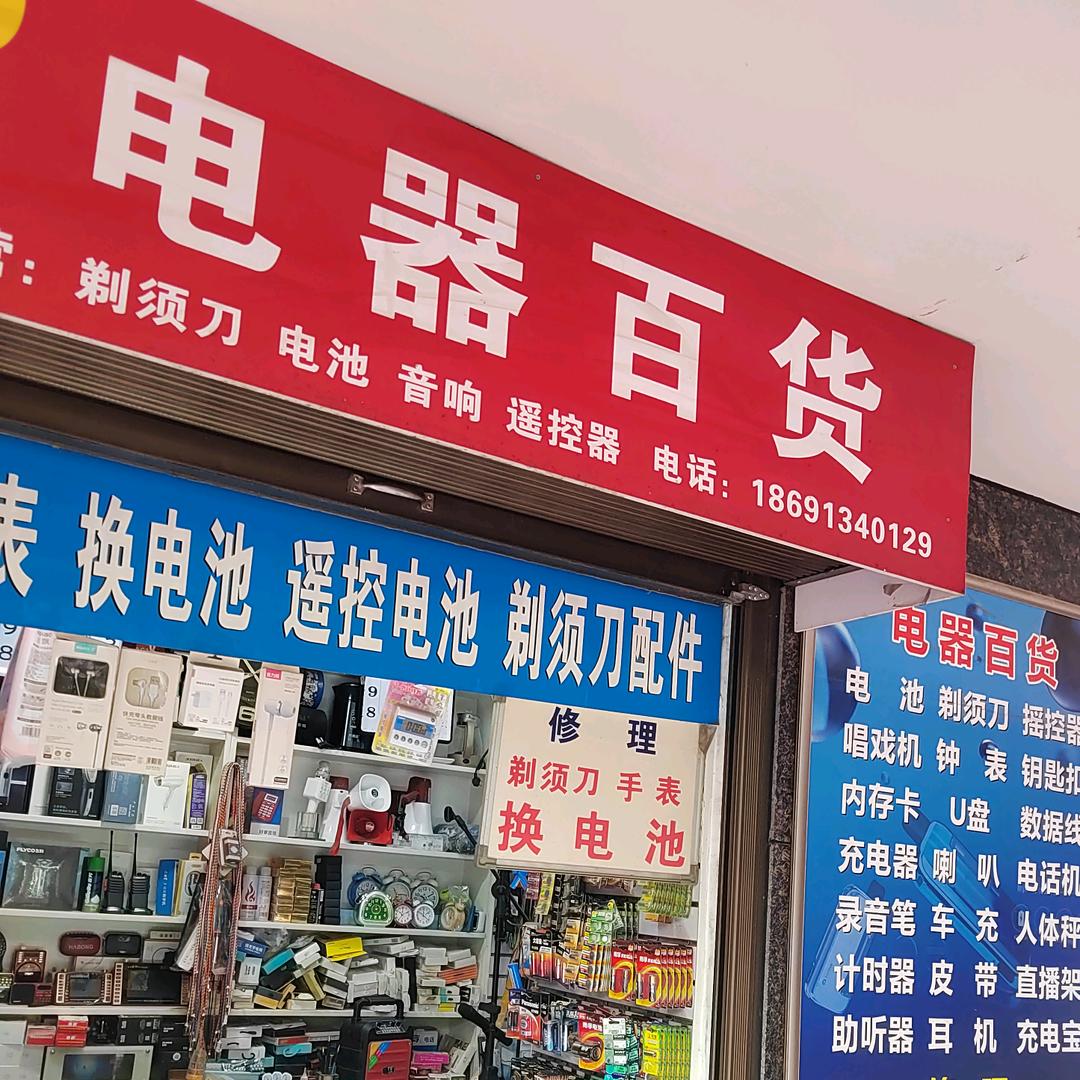 电器百货
营：剃须刀 电池 音响 遥控器 电话：18691340129
表 换电池 遥控电池 剃须刀配件
修理
剃须刀 手表
换电池
电器百货
电池 剃须刀 摇控器
唱戏机 钟表 钥匙扣
内存卡 U盘 数据线
充电器 喇叭 电话机
录音笔 车充 人体秤
计时器 皮带 直播架
助听器 耳机 充电宝
FLYCO